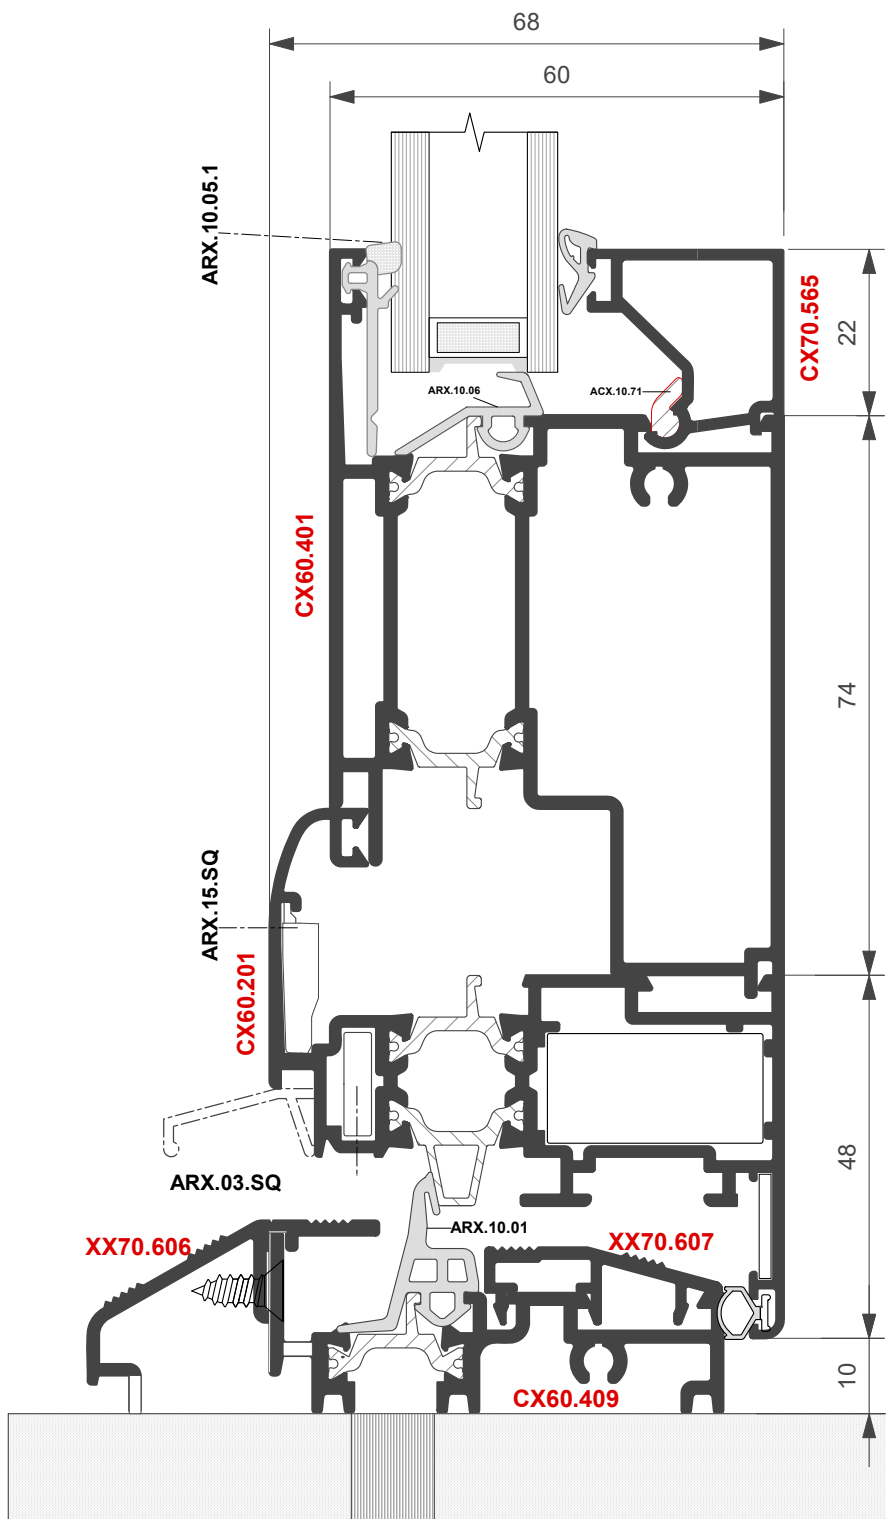 68
60
ARX.10.05.1
CX70.565
22
ARX.10.06
ACX.10.71
CX60.401
74
ARX.15.SQ
CX60.201
48
ARX.03.SQ
ARX.10.01
XX70.606
XX70.607
10
CX60.409